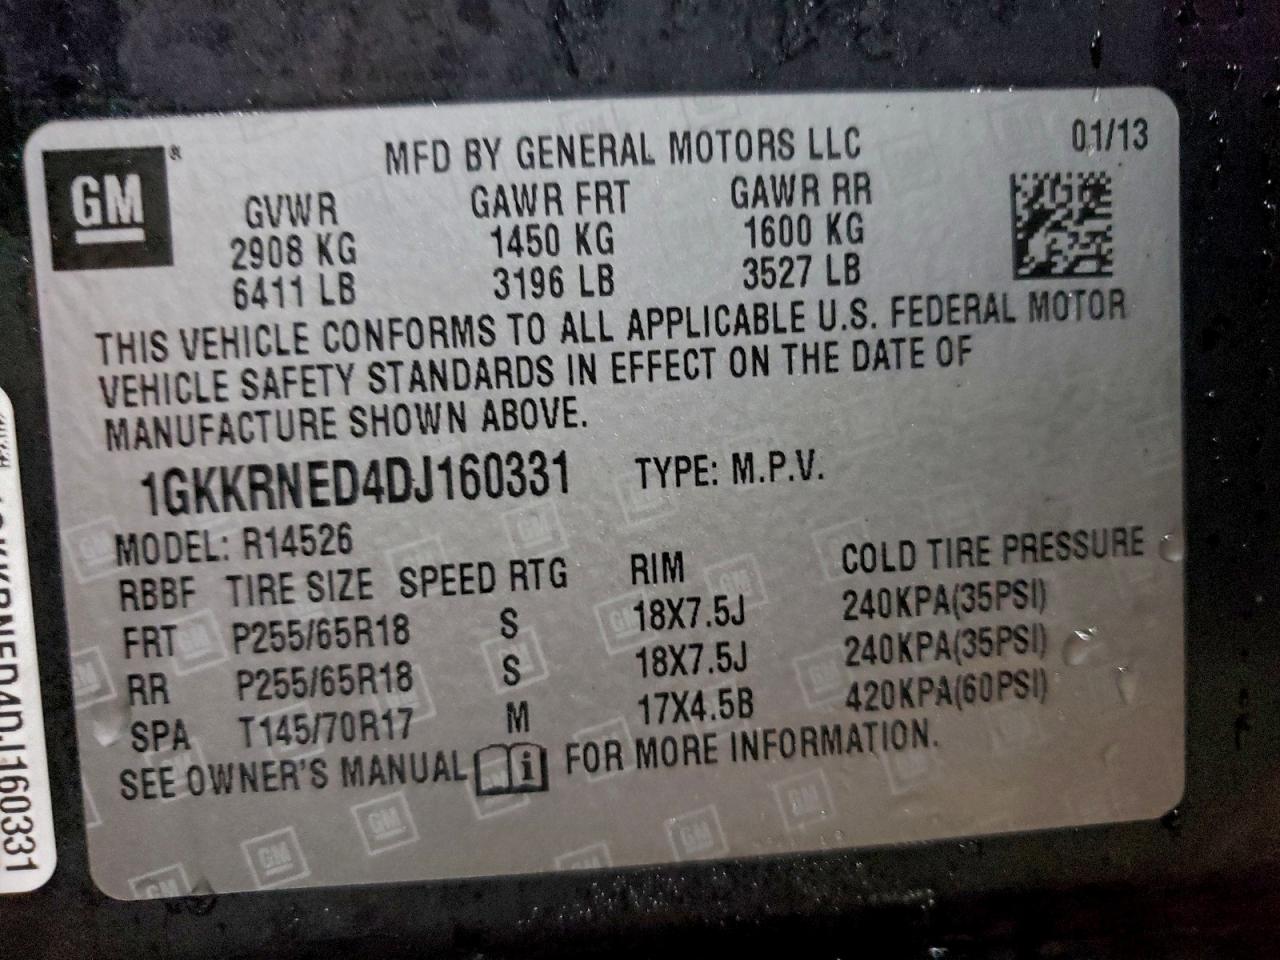 GM ®
MFD BY GENERAL MOTORS LLC 01/13
GVWR GAWR FRT GAWR RR
2908 KG 1450 KG 1600 KG
6411 LB 3196 LB 3527 LB
THIS VEHICLE CONFORMS TO ALL APPLICABLE U.S. FEDERAL MOTOR
VEHICLE SAFETY STANDARDS IN EFFECT ON THE DATE OF
MANUFACTURE SHOWN ABOVE.
1GKKRNED4DJ160331 TYPE: M.P.V.
MODEL: R14526
RBBF TIRE SIZE SPEED RTG RIM COLD TIRE PRESSURE
FRT P255/65R18 S 18X7.5J 240KPA(35PSI)
RR P255/65R18 S 18X7.5J 240KPA(35PSI)
SPA T145/70R17 M 17X4.5B 420KPA(60PSI)
SEE OWNER'S MANUAL i FOR MORE INFORMATION.
1GKKRNED4DJ160331